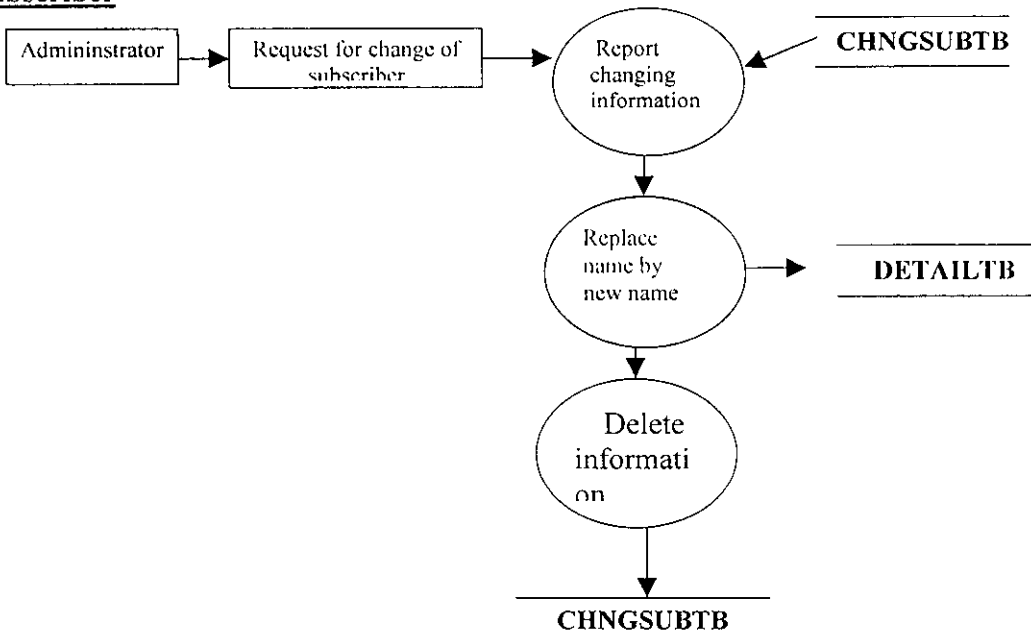 Admininstrator
Request for change of
subscriber
Report
changing
information
CHNGSUBTB
Replace
name by
new name
DETAILTB
Delete
informati
on
CHNGSUBTB